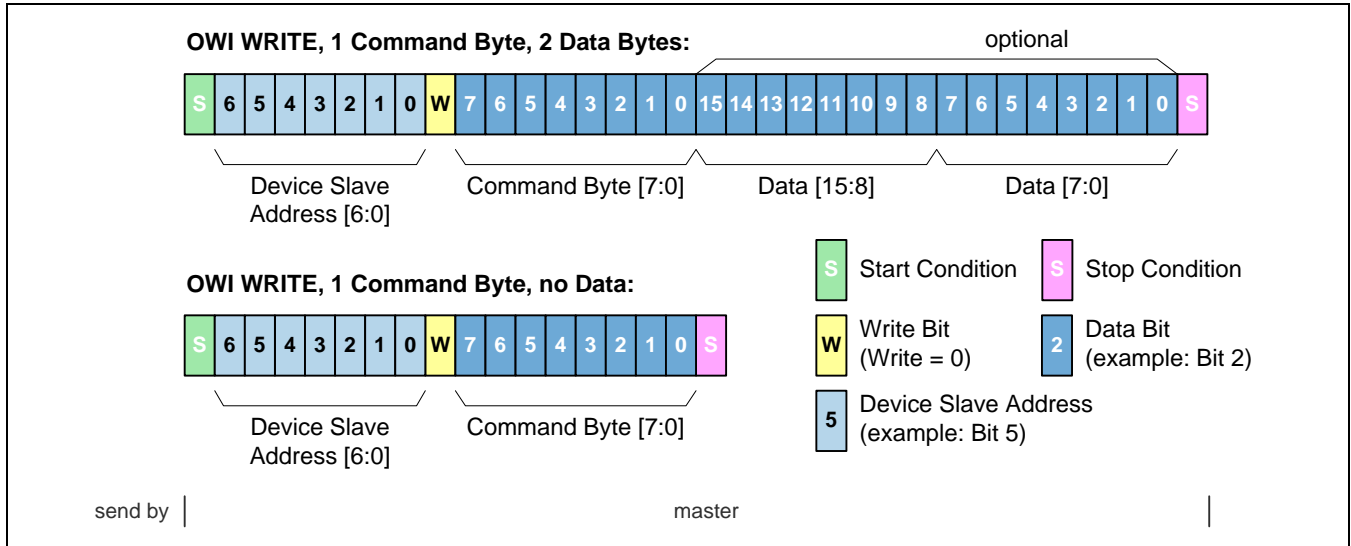 OWI WRITE, 1 Command Byte, 2 Data Bytes:
optional
S 6 5 4 3 2 1 0 W 7 6 5 4 3 2 1 0 15 14 13 12 11 10 9 8 7 6 5 4 3 2 1 0 S
Device Slave
Address [6:0]
Command Byte [7:0]
Data [15:8]
Data [7:0]
S Start Condition
S Stop Condition
OWI WRITE, 1 Command Byte, no Data:
S 6 5 4 3 2 1 0 W 7 6 5 4 3 2 1 0 S
W Write Bit
(Write = 0)
2 Data Bit
(example: Bit 2)
Device Slave
Address [6:0]
Command Byte [7:0]
5 Device Slave Address
(example: Bit 5)
send by
master